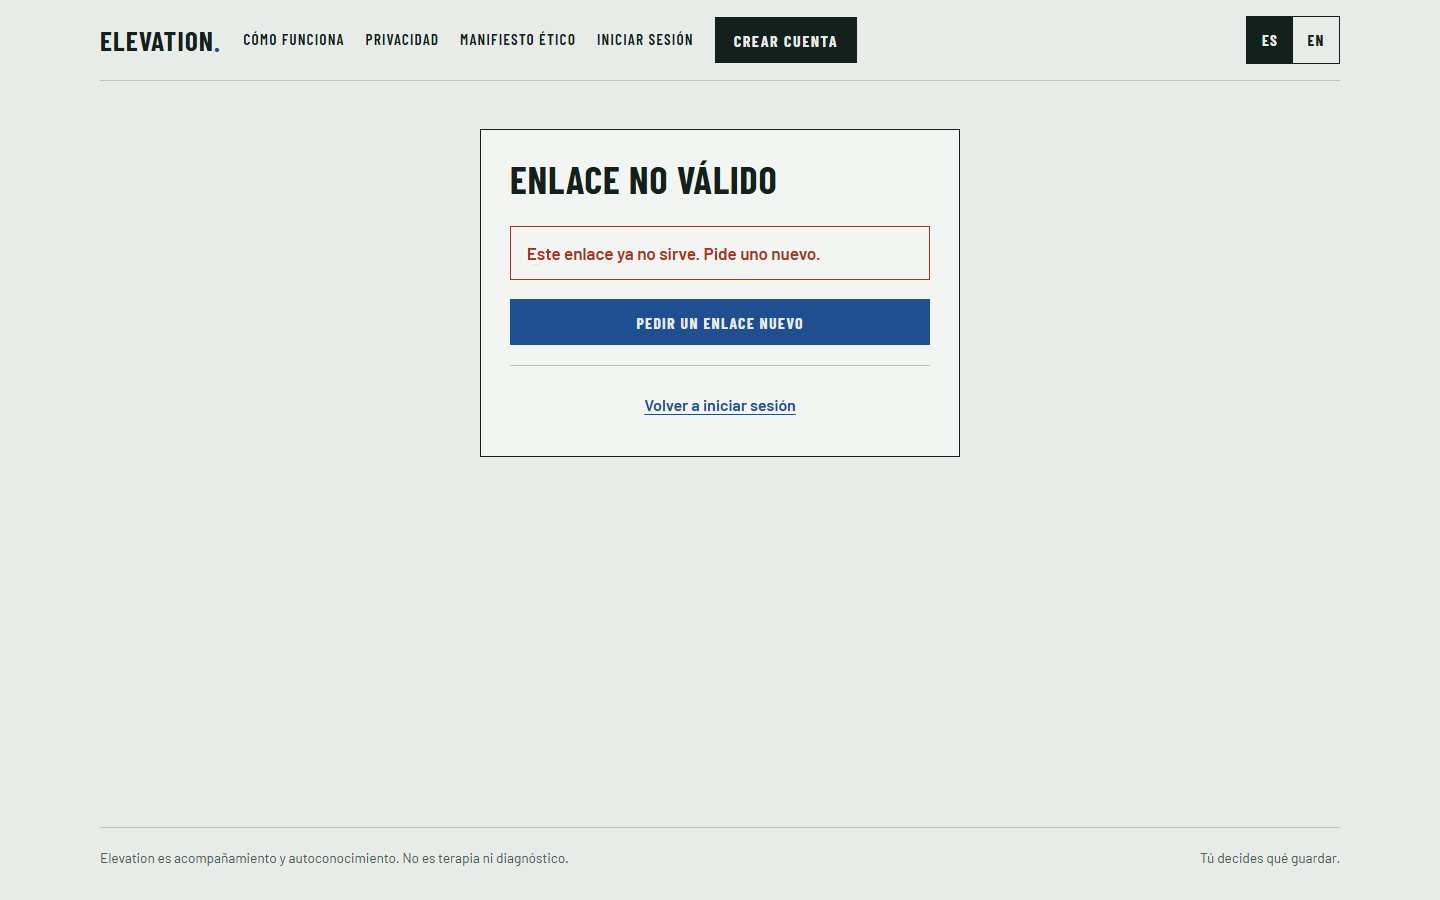 ELEVATION. CÓMO FUNCIONA PRIVACIDAD MANIFIESTO ÉTICO INICIAR SESIÓN CREAR CUENTA ES EN
ENLACE NO VÁLIDO
Este enlace ya no sirve. Pide uno nuevo.
PEDIR UN ENLACE NUEVO
Volver a iniciar sesión
Elevation es acompañamiento y autoconocimiento. No es terapia ni diagnóstico. Tú decides qué guardar.